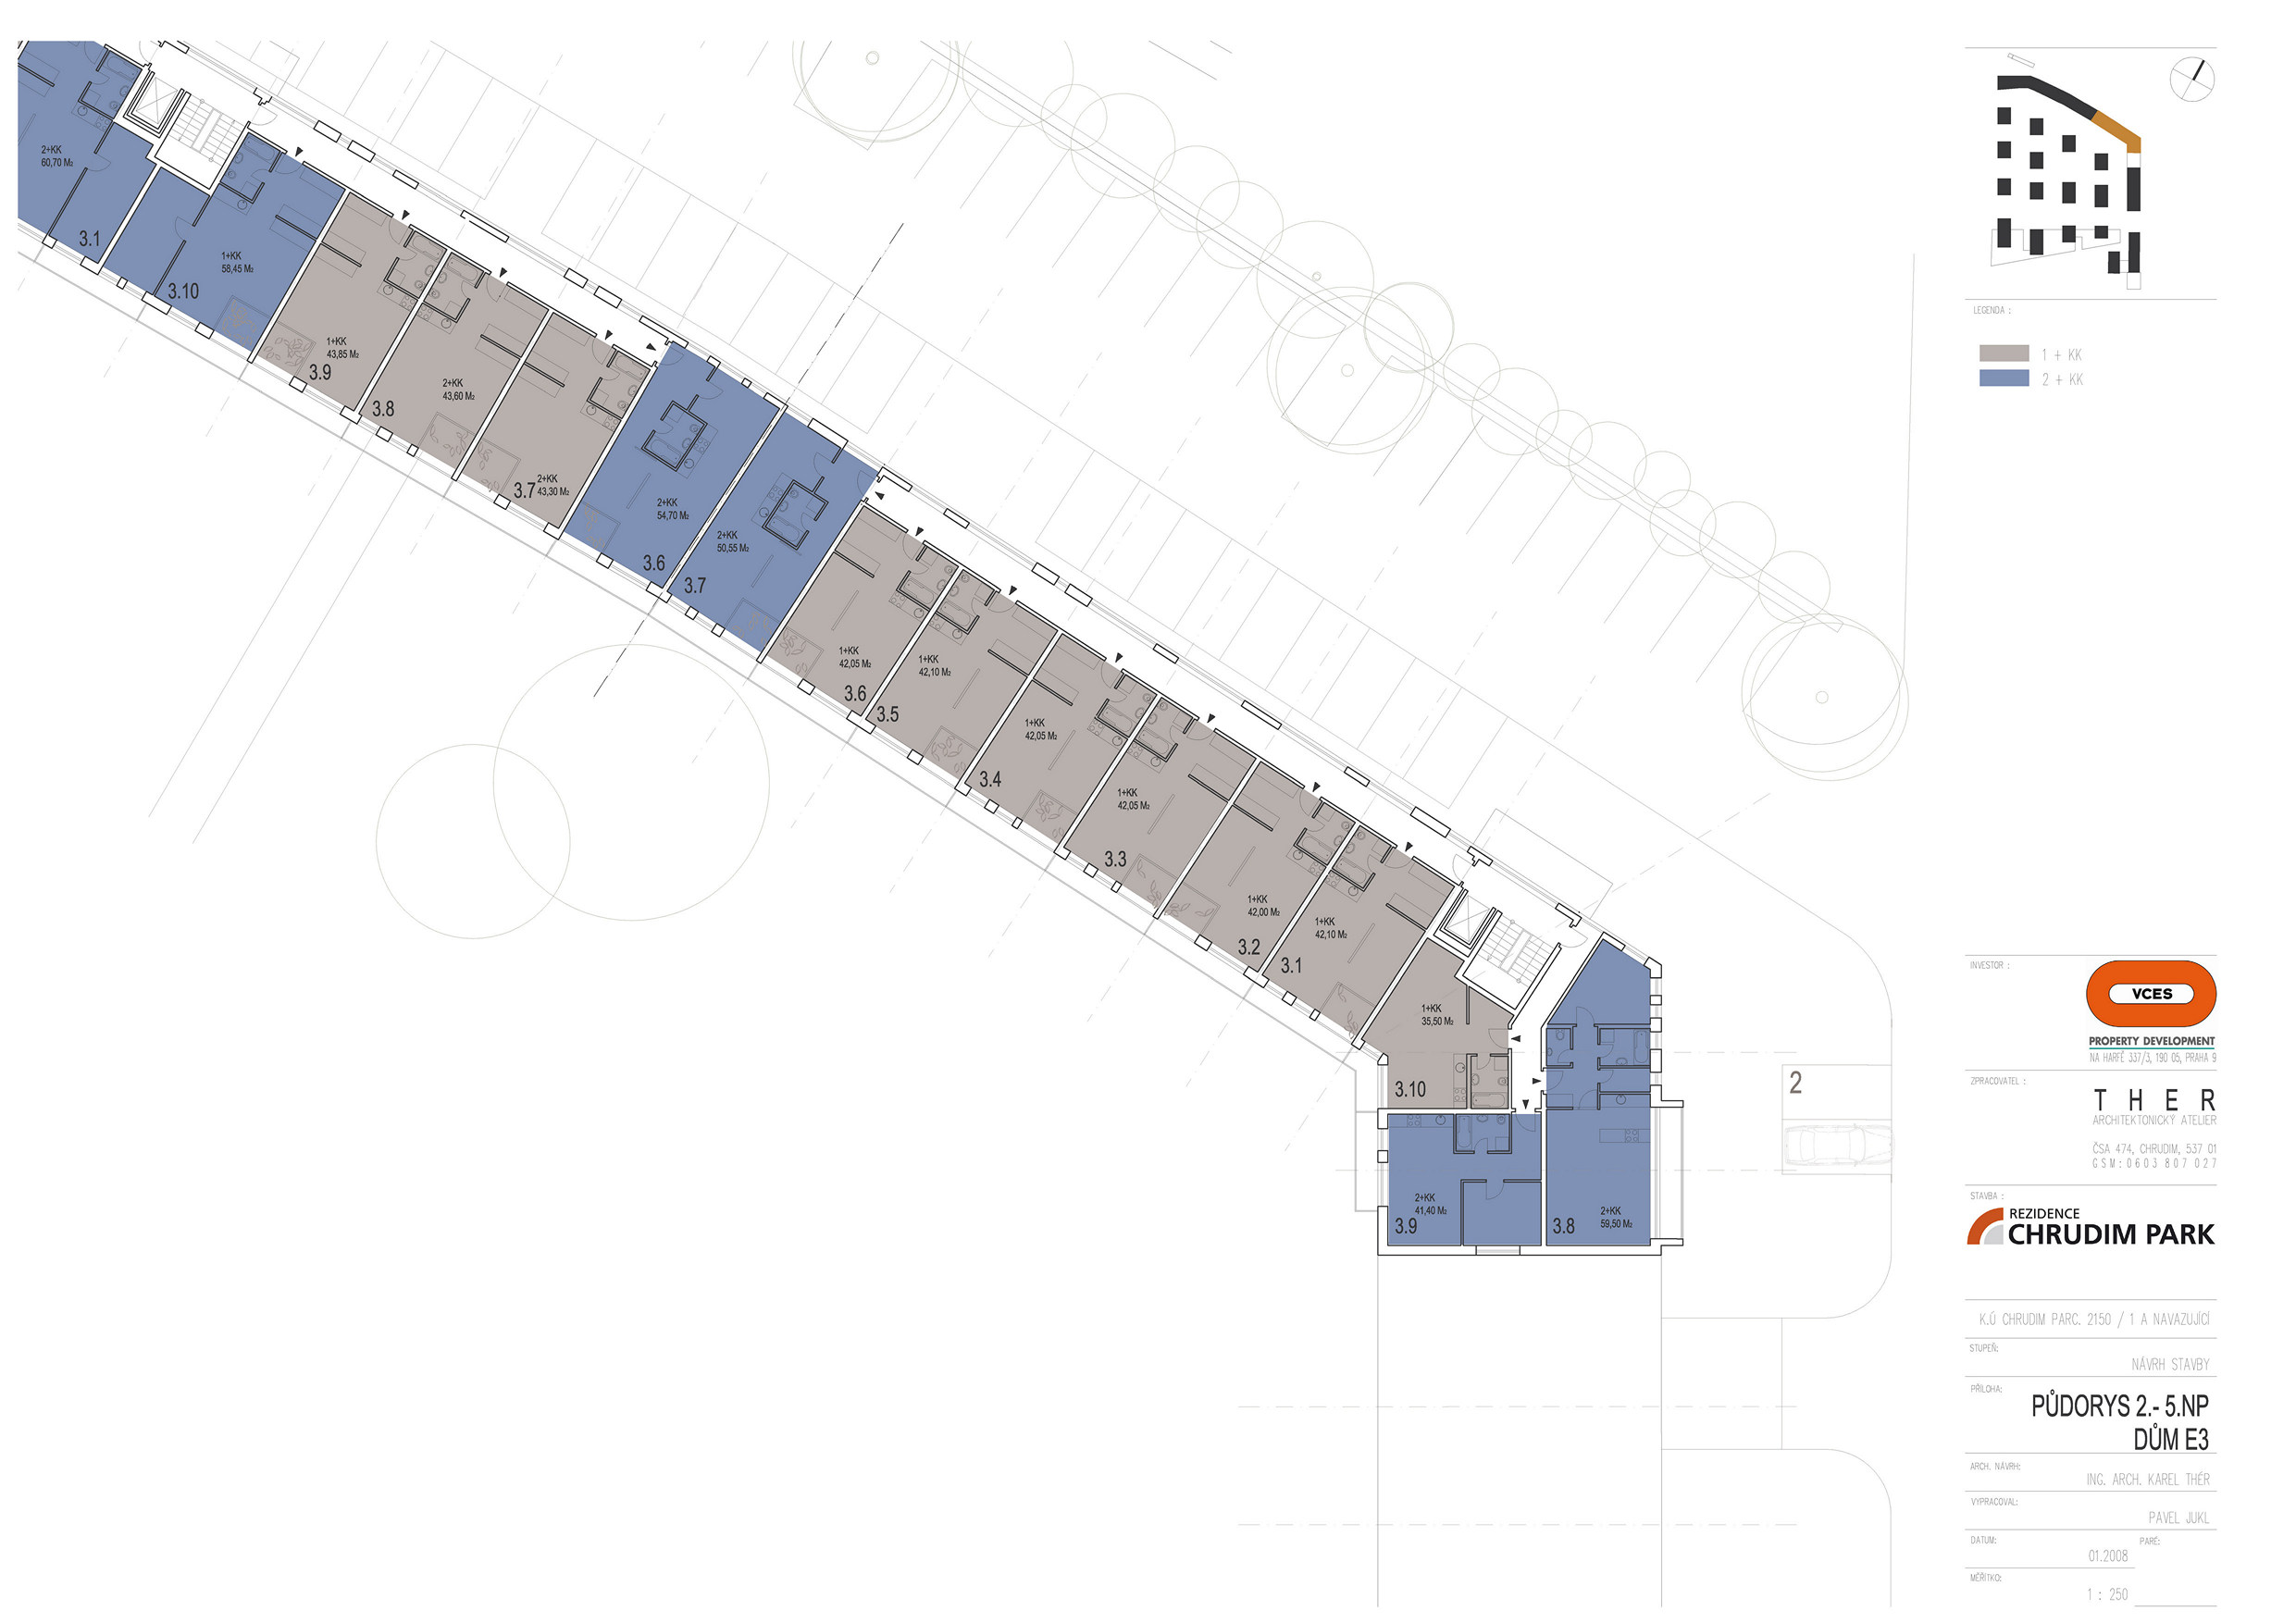 2+KK
60,70 M2
3.1
1+KK
58,45 M2
3.10
1+KK
43,85 M2
3.9
2+KK
43,60 M2
3.8
2+KK
43,30 M2
3.7
2+KK
54,70 M2
3.6
2+KK
50,55 M2
3.7
1+KK
42,05 M2
3.6
1+KK
42,10 M2
3.5
1+KK
42,05 M2
3.4
1+KK
42,05 M2
3.3
1+KK
42,00 M2
3.2
1+KK
42,10 M2
3.1
1+KK
35,50 M2
3.10
2+KK
41,40 M2
3.9
2+KK
59,50 M2
3.8
2
LEGENDA :
1 + KK
2 + KK
INVESTOR :
VCES
PROPERTY DEVELOPMENT
NA HARFĚ 337/3, 190 05, PRAHA 9
ZPRACOVATEL :
T H E R
ARCHITEKTONICKÝ ATELIER
ČSA 474, CHRUDIM, 537 01
GSM:0603 807 027
STAVBA :
REZIDENCE
CHRUDIM PARK
K.Ú CHRUDIM PARC. 2150 / 1 A NAVAZUJÍCÍ
STUPEŇ:
NÁVRH STAVBY
PŘÍLOHA:
PŮDORYS 2.- 5.NP
DŮM E3
ARCH. NÁVRH:
ING. ARCH. KAREL THÉR
VYPRACOVAL:
PAVEL JUKL
DATUM:
PARÉ:
01.2008
MĚŘÍTKO:
1 : 250